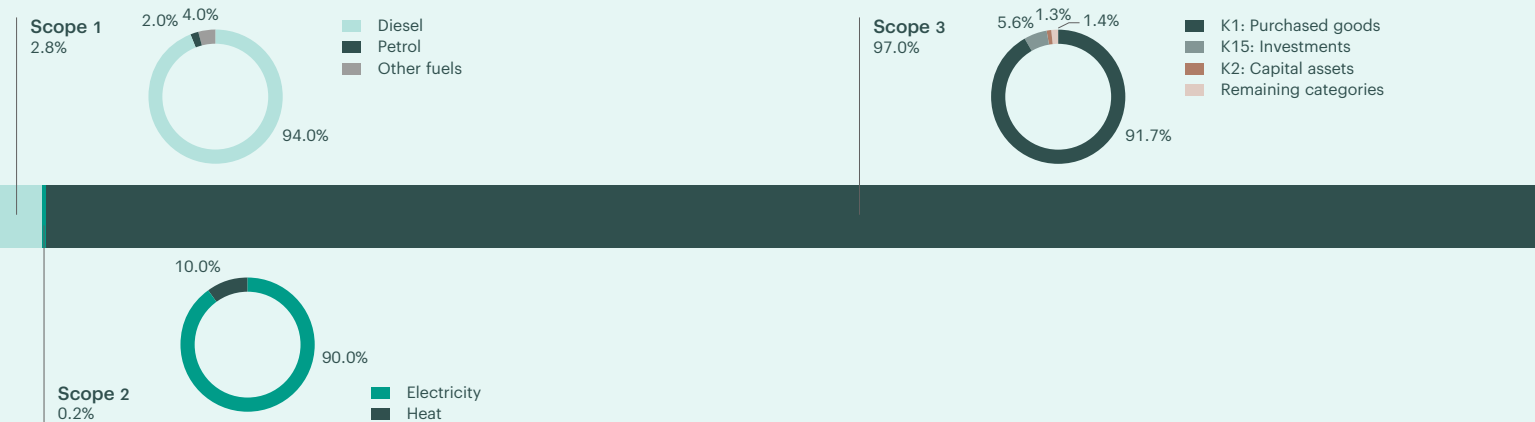 Scope 1
2.8%
2.0%
4.0%
94.0%
Diesel
Petrol
Other fuels
Scope 3
97.0%
5.6%
1.3%
1.4%
91.7%
K1: Purchased goods
K15: Investments
K2: Capital assets
Remaining categories
10.0%
90.0%
Scope 2
0.2%
Electricity
Heat